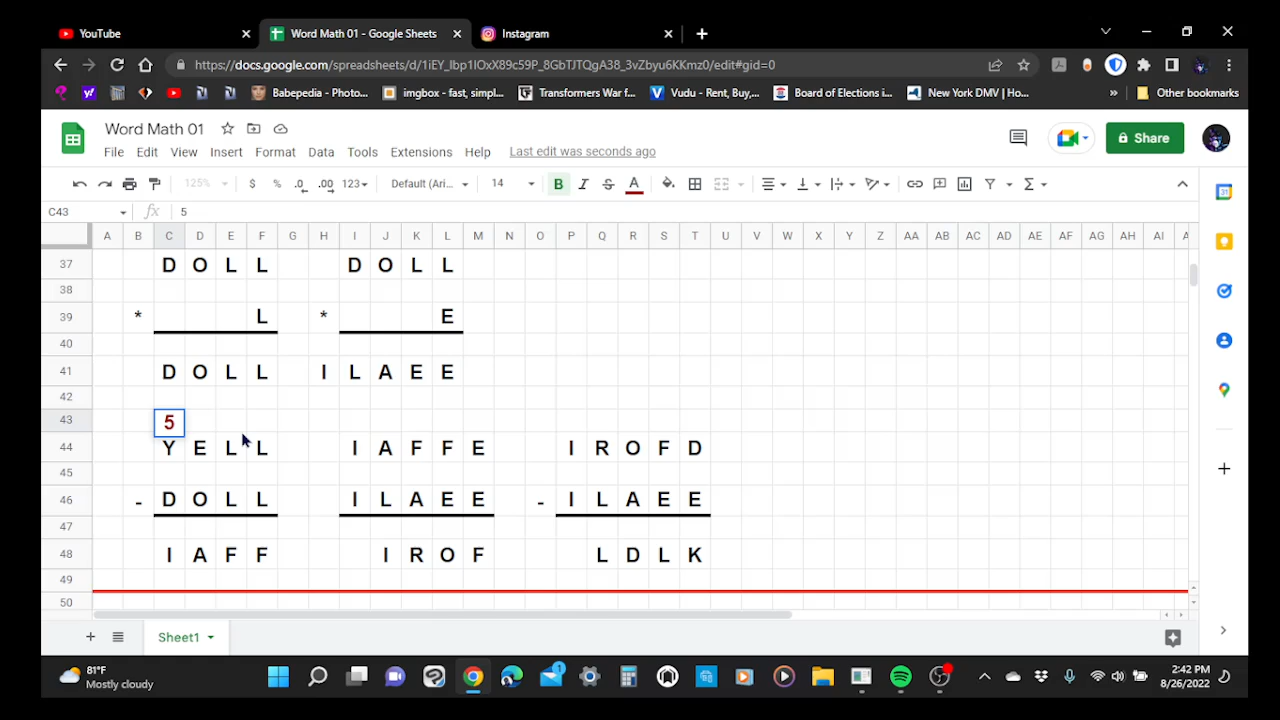 YouTube
Word Math 01 - Google Sheets
Instagram
https://docs.google.com/spreadsheets/d/1iEY_Ibp1IOxX89c59P_8GbTJTQgA38_3vZbyu6KKmz0/edit#gid=0
Babepedia - Photo... imgbox - fast, simpl... Transformers War f... Vudu - Rent, Buy,... Board of Elections i... New York DMV | Ho... » Other bookmarks
Word Math 01
File Edit View Insert Format Data Tools Extensions Help Last edit was seconds ago
Share
125% $ % .0 .00 123 Default (Ari... 14 B I S A
C43 fx 5
A B C D E F G H I J K L M N O P Q R S T U V W X Y Z AA AB AC AD AE AF AG AH AI
37 D O L L D O L L
38
39 * L * E
40
41 D O L L I L A E E
42
43 5
44 Y E L L I A F F E I R O F D
45
46 - D O L L I L A E E - I L A E E
47
48 I A F F I R O F L D L K
49
50
Sheet1
81°F
Mostly cloudy
1
2:42 PM
8/26/2022